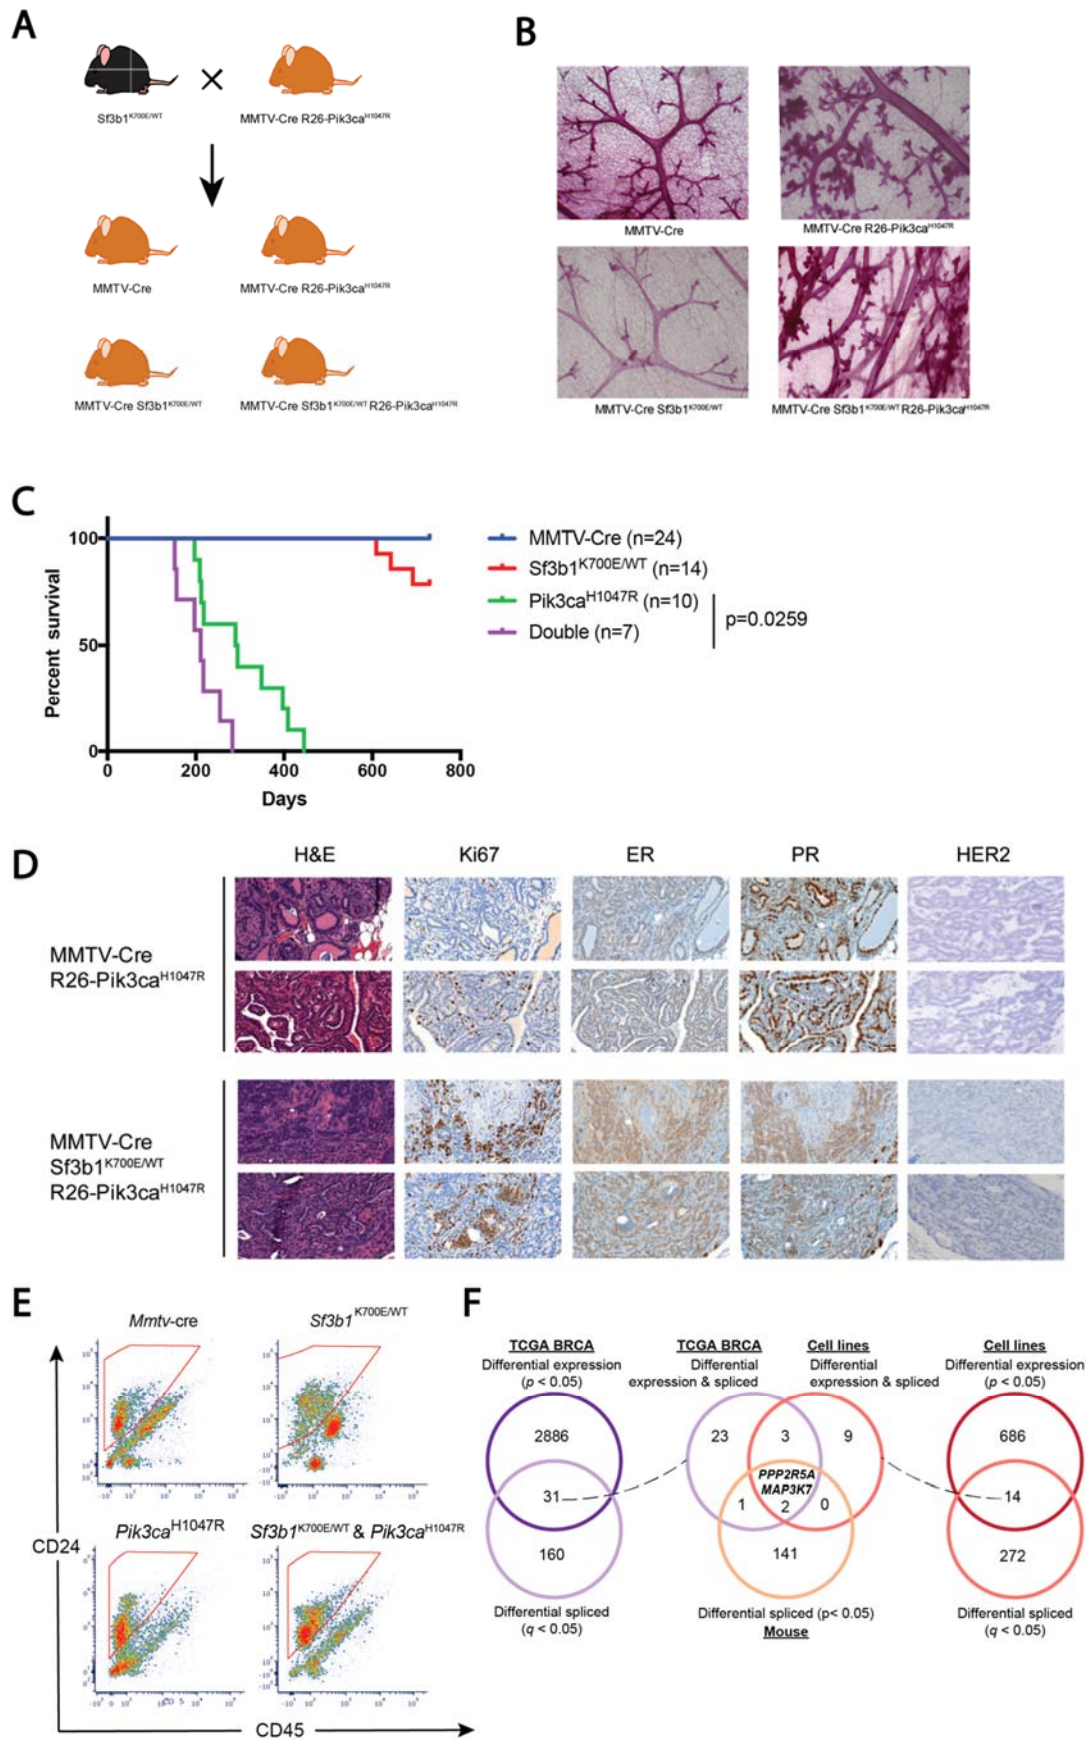 A
Sf3b1K700E/WT
MMTV-Cre R26-Pik3caH1047R
MMTV-Cre
MMTV-Cre R26-Pik3caH1047R
MMTV-Cre Sf3b1K700E/WT
MMTV-Cre Sf3b1K700E/WT R26-Pik3caH1047R
B
MMTV-Cre
MMTV-Cre R26-Pik3caH1047R
MMTV-Cre Sf3b1K700E/WT
MMTV-Cre Sf3b1K700E/WT R26-Pik3caH1047R
C
Percent survival
100
50
0
0 200 400 600 800
Days
MMTV-Cre (n=24)
Sf3b1K700E/WT (n=14)
Pik3caH1047R (n=10)
Double (n=7)
p=0.0259
D
H&E Ki67 ER PR HER2
MMTV-Cre
R26-Pik3caH1047R
MMTV-Cre
Sf3b1K700E/WT
R26-Pik3caH1047R
E
Mmtv-cre
Sf3b1K700E/WT
Pik3caH1047R
Sf3b1K700E/WT & Pik3caH1047R
CD24
CD45
F
TCGA BRCA
Differential expression
(p < 0.05)
2886
31
160
Differential spliced
(q < 0.05)
TCGA BRCA
Differential
expression & spliced
Cell lines
Differential
expression & spliced
23 3 9
PPP2R5A
MAP3K7
1 2 0
141
Differential spliced (p< 0.05)
Mouse
Cell lines
Differential expression
(p < 0.05)
686
14
272
Differential spliced
(q < 0.05)